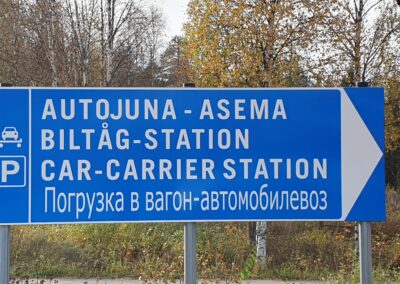 AUTOJUNA - ASEMA
BILTÅG-STATION
CAR-CARRIER STATION
P
Погрузка в вагон-автомобилевоз